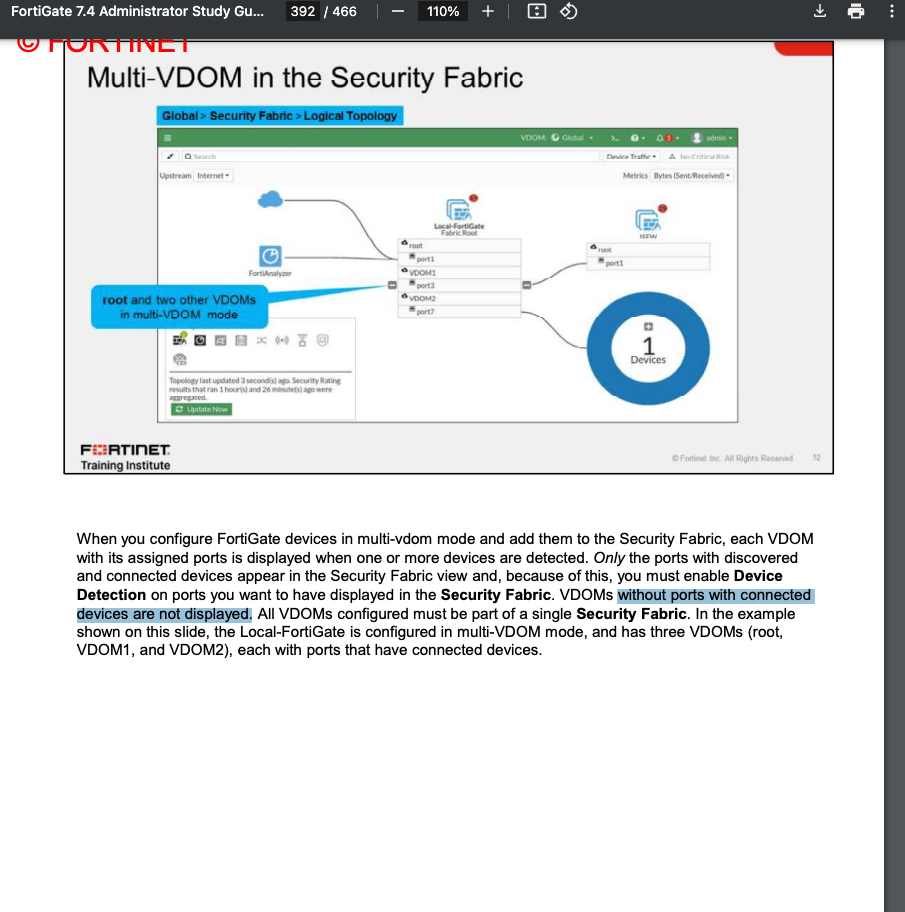 FortiGate 7.4 Administrator Study Gu... 392 / 466 110%
© FORTINET
Multi-VDOM in the Security Fabric
Global > Security Fabric > Logical Topology
VDOM Global admin
Search Device Traffic No Critical Risk
Upstream Internet Metrics Bytes (Sent/Received)
Local-FortiGate
Fabric Root
ISFW
root
port1
VDOM1
port3
VDOM2
port7
root
port1
FortiAnalyzer
root and two other VDOMs
in multi-VDOM mode
1
Devices
Topology last updated 3 second(s) ago. Security Rating
results that ran 1 hour(s) and 26 minute(s) ago were
aggregated.
Update Now
FORTINET
Training Institute
© Fortinet Inc. All Rights Reserved. 12
When you configure FortiGate devices in multi-vdom mode and add them to the Security Fabric, each VDOM
with its assigned ports is displayed when one or more devices are detected. Only the ports with discovered
and connected devices appear in the Security Fabric view and, because of this, you must enable Device
Detection on ports you want to have displayed in the Security Fabric. VDOMs without ports with connected
devices are not displayed. All VDOMs configured must be part of a single Security Fabric. In the example
shown on this slide, the Local-FortiGate is configured in multi-VDOM mode, and has three VDOMs (root,
VDOM1, and VDOM2), each with ports that have connected devices.